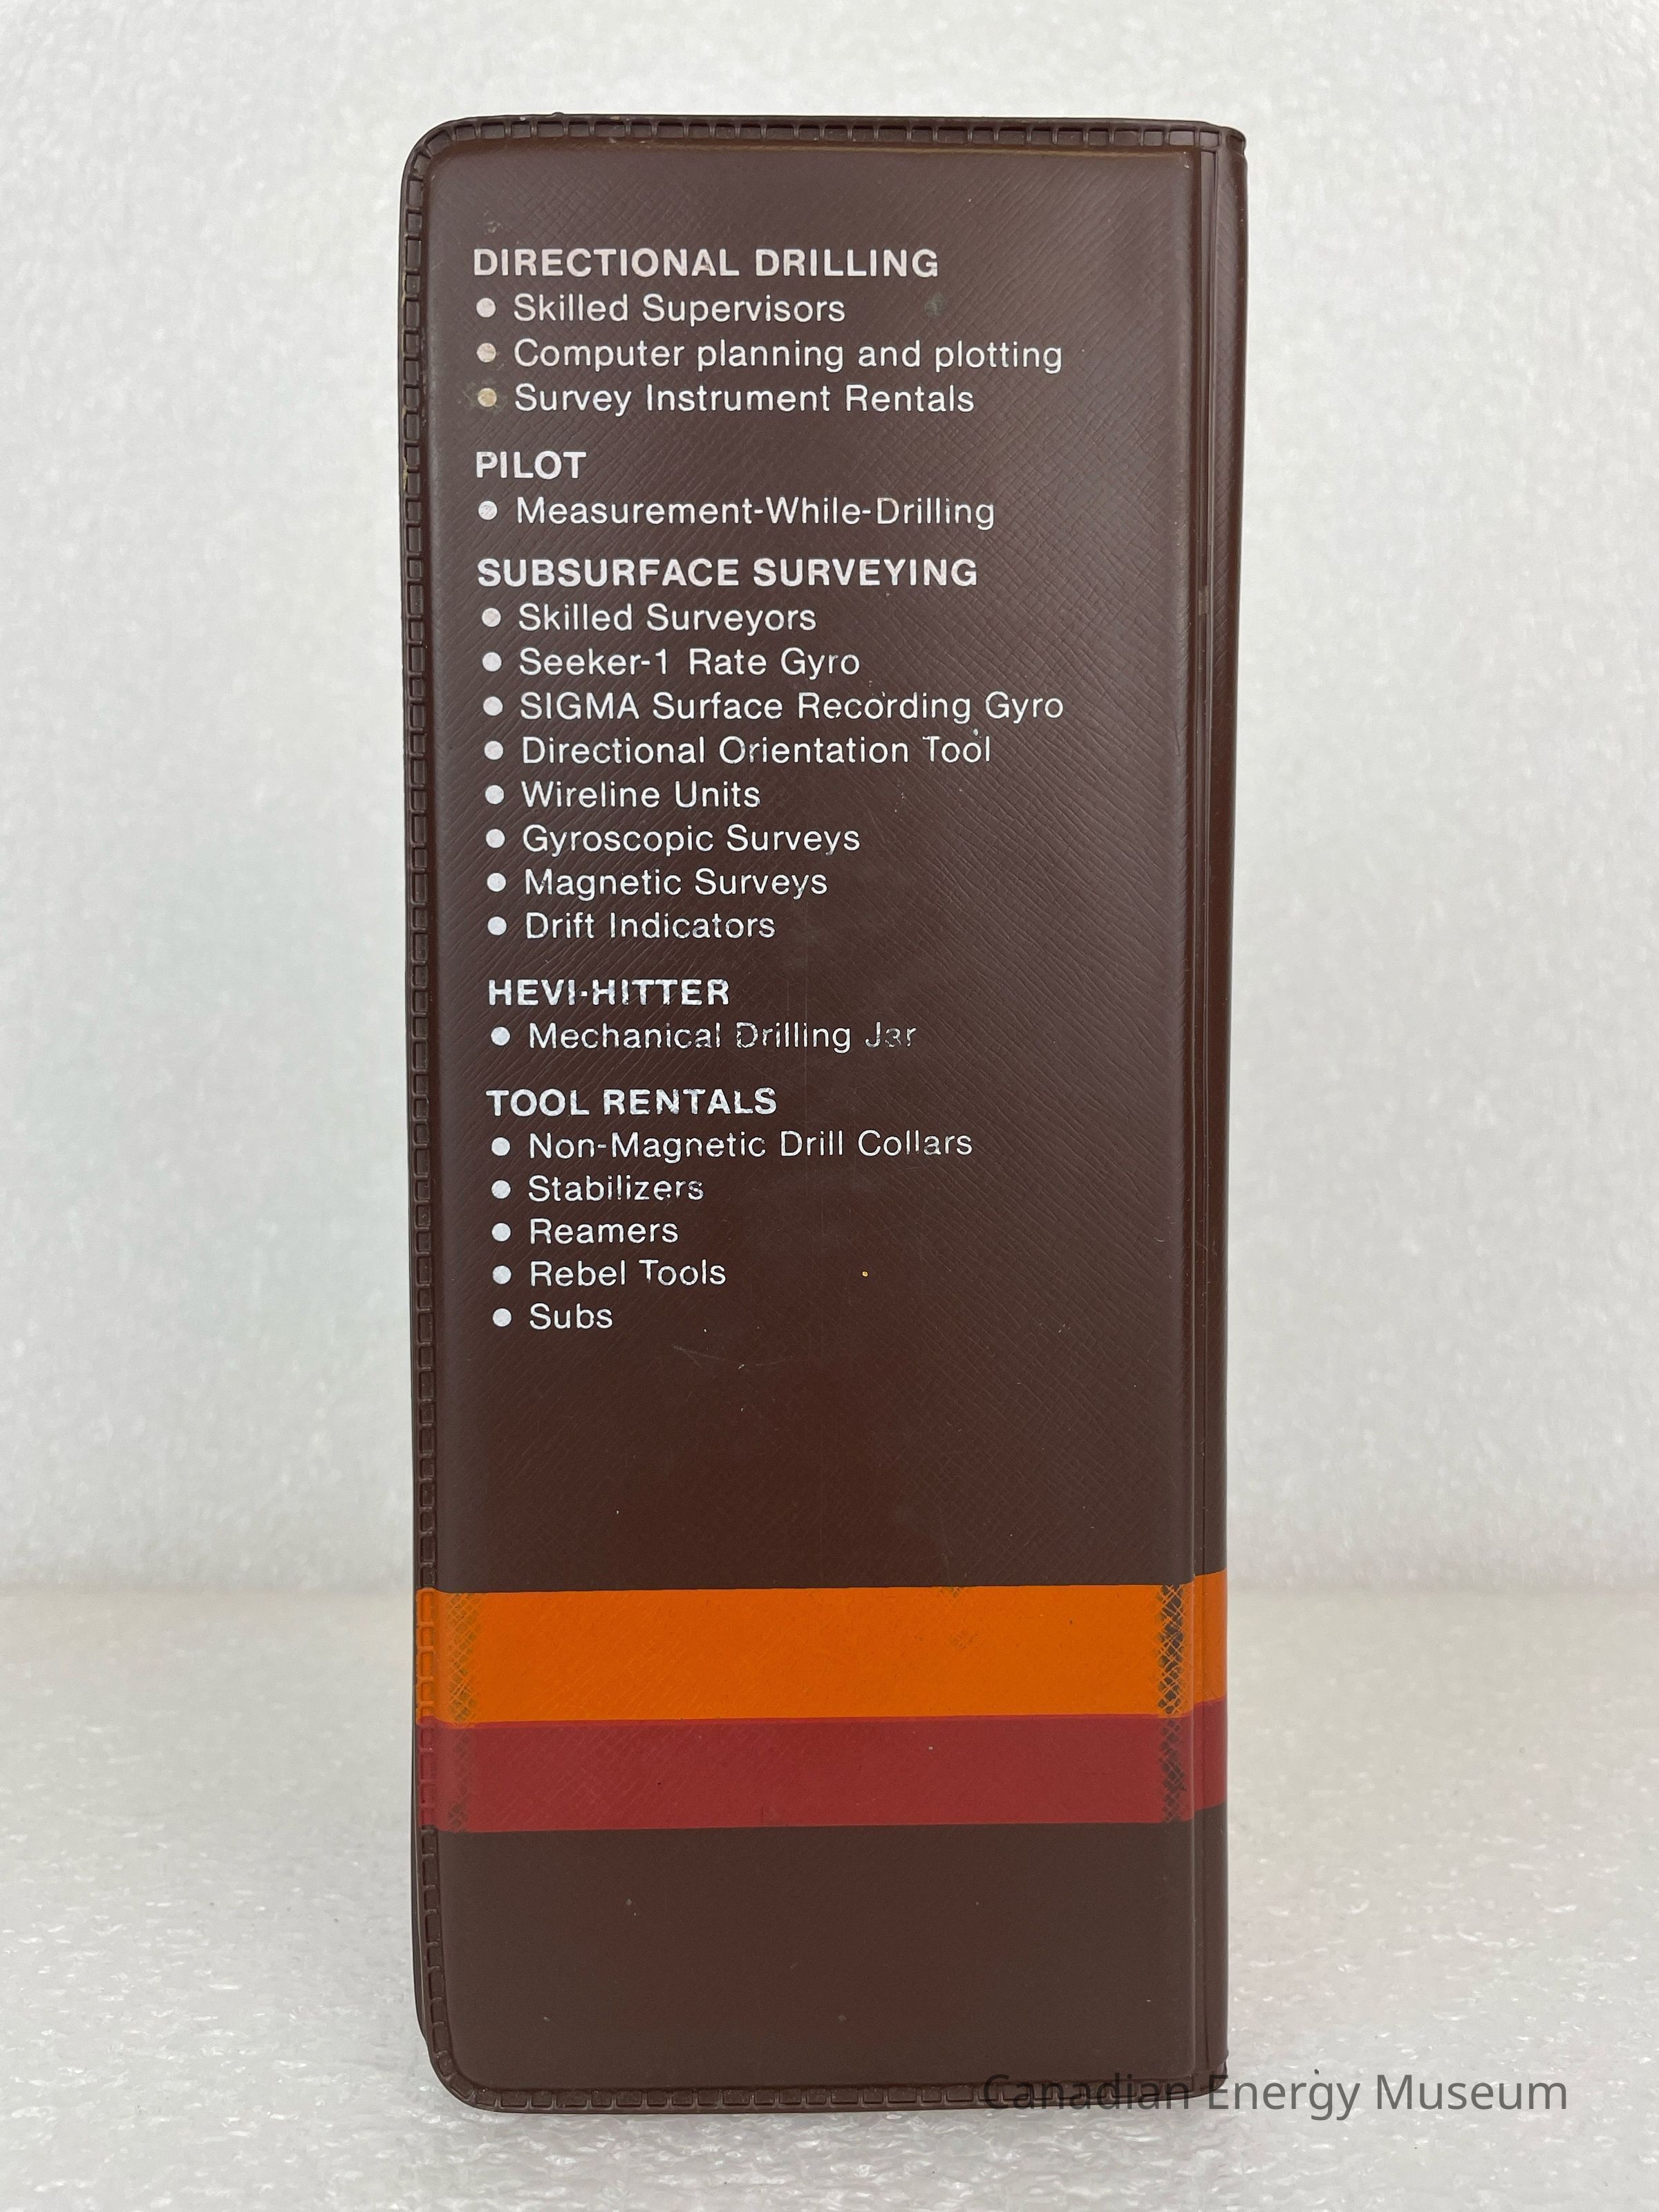 DIRECTIONAL DRILLING
• Skilled Supervisors
• Computer planning and plotting
• Survey Instrument Rentals
PILOT
• Measurement-While-Drilling
SUBSURFACE SURVEYING
• Skilled Surveyors
• Seeker-1 Rate Gyro
• SIGMA Surface Recording Gyro
• Directional Orientation Tool
• Wireline Units
• Gyroscopic Surveys
• Magnetic Surveys
• Drift Indicators
HEVI-HITTER
• Mechanical Drilling Jar
TOOL RENTALS
• Non-Magnetic Drill Collars
• Stabilizers
• Reamers
• Rebel Tools
• Subs
Canadian Energy Museum